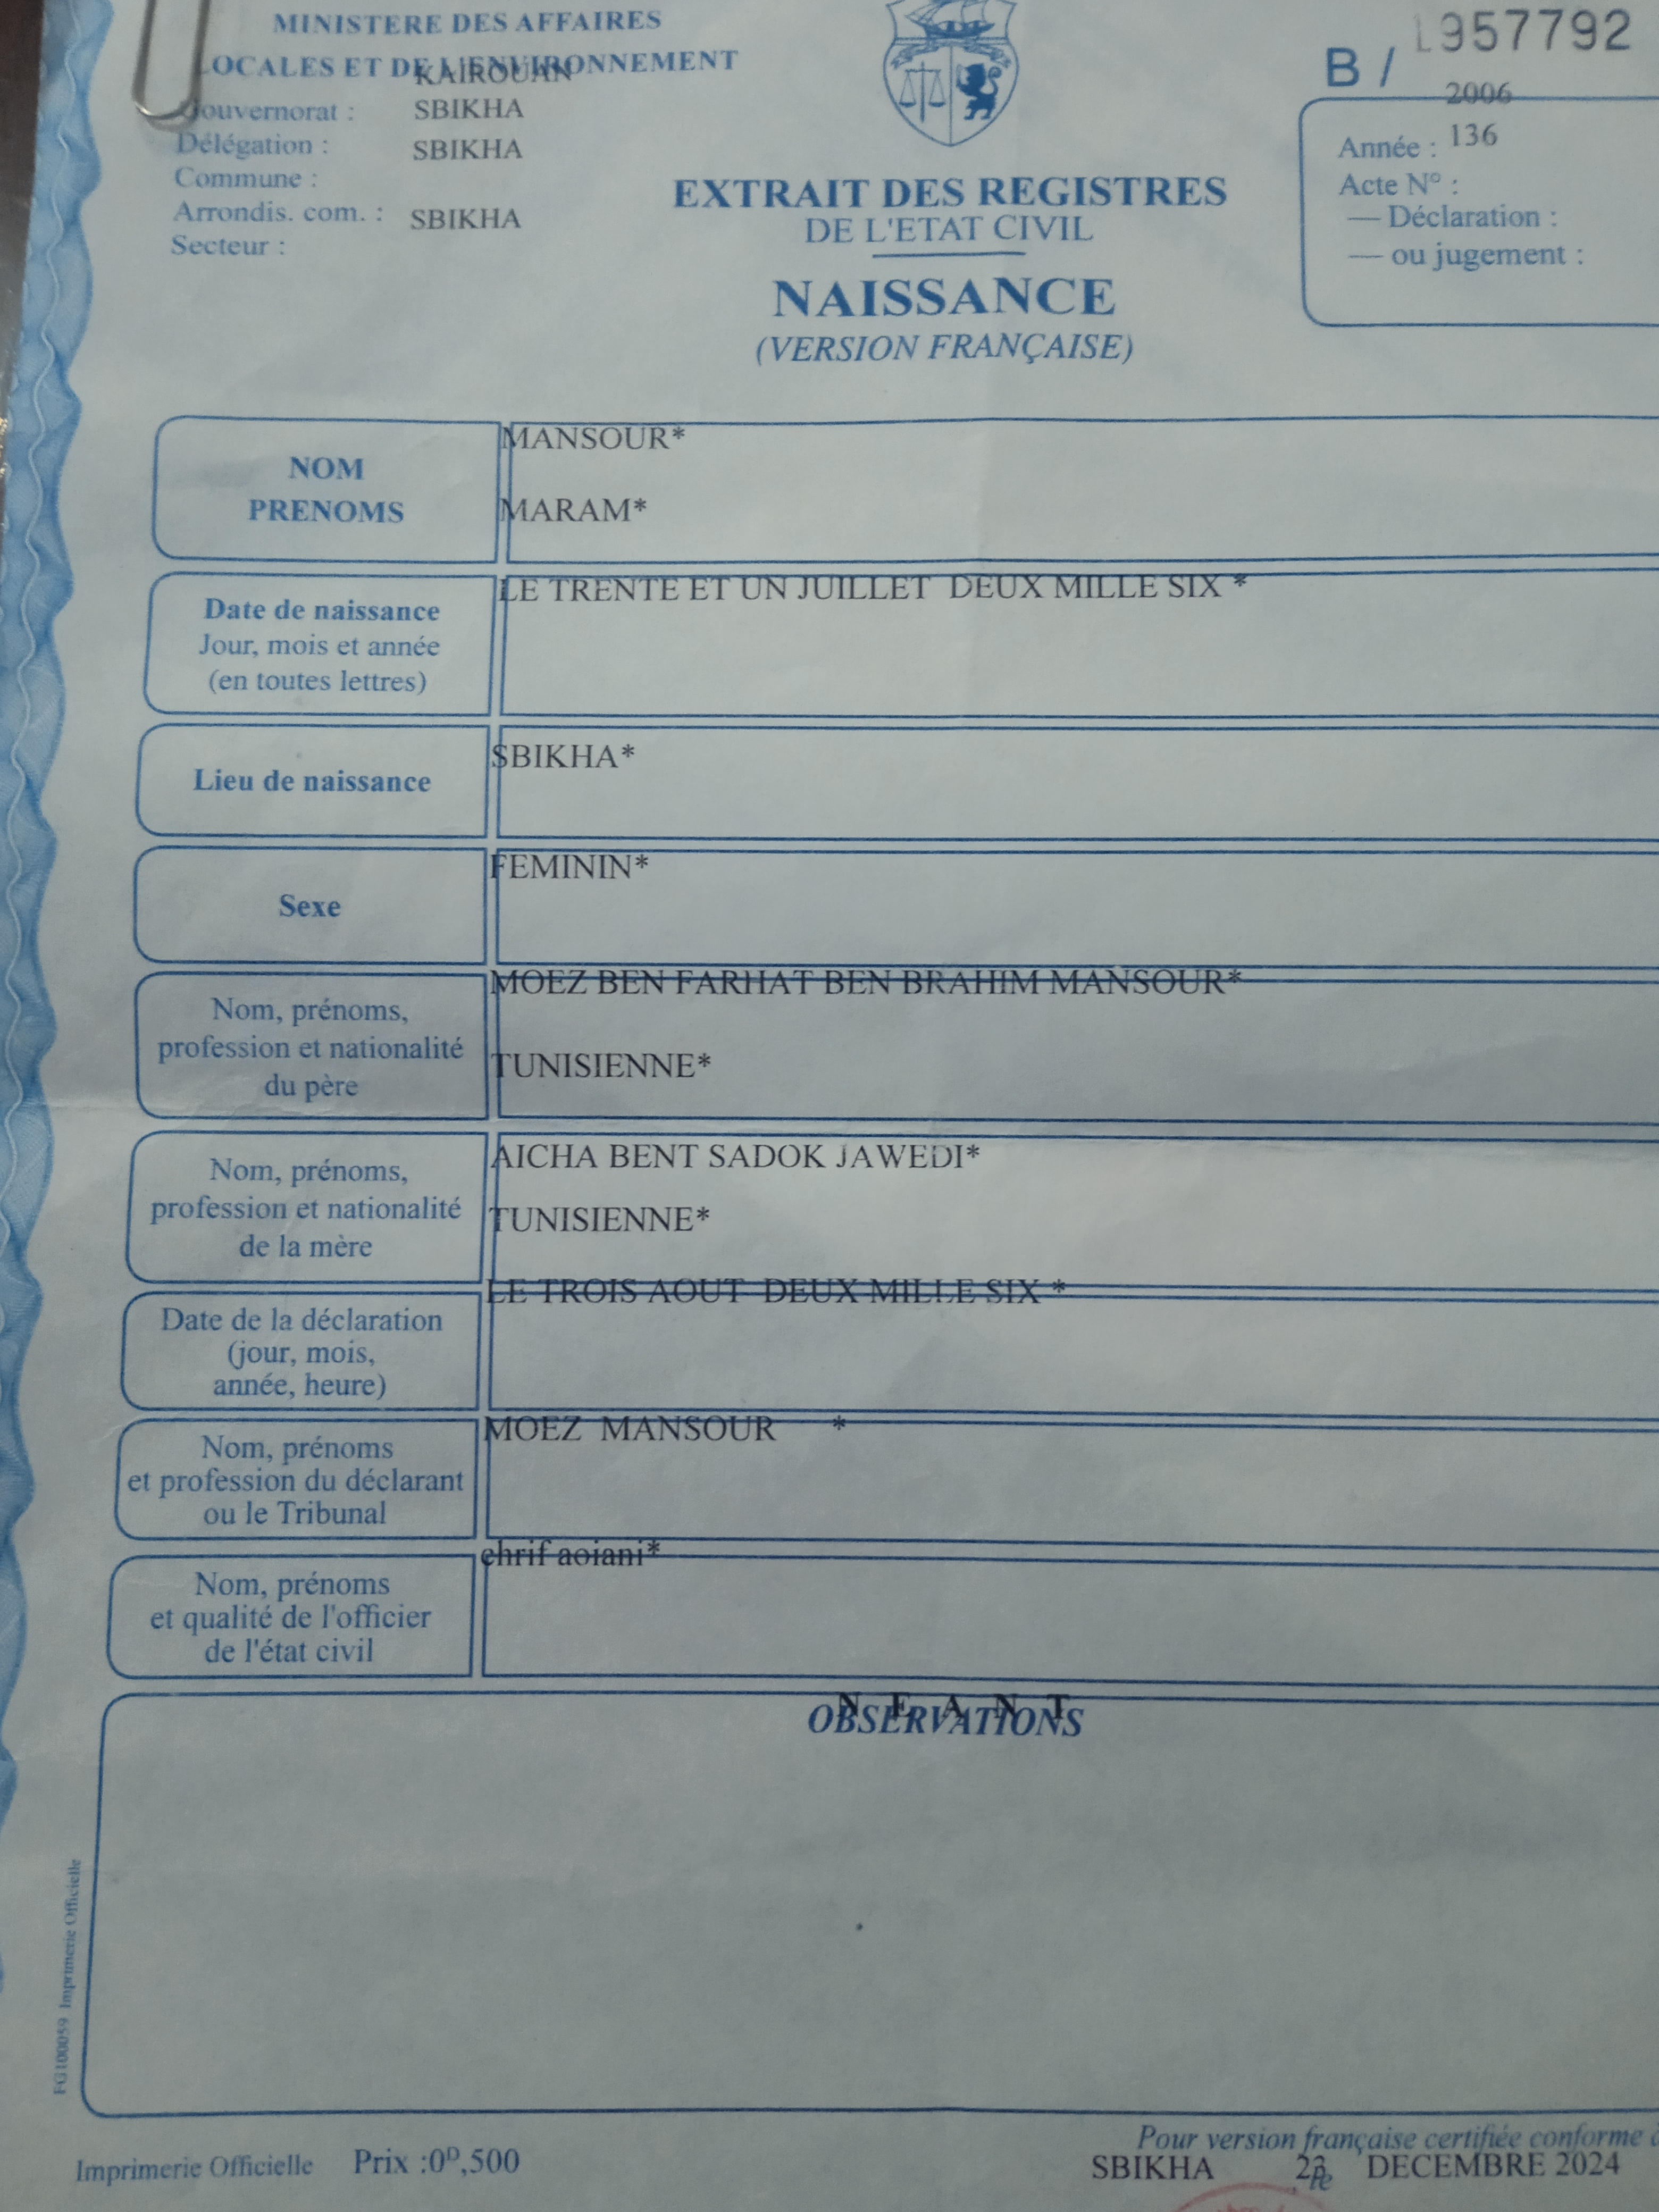 MINISTERE DES AFFAIRES
LOCALES ET DE L'ENVIRONNEMENT
B / 1957792
Gouvernorat : KAIROUAN
Délégation : SBIKHA
Commune : SBIKHA
Arrondis. com. :
Secteur : SBIKHA
EXTRAIT DES REGISTRES
DE L'ETAT CIVIL
NAISSANCE
(VERSION FRANÇAISE)
Année : 2006
Acte N° : 136
— Déclaration :
— ou jugement :
NOM
PRENOMS
MANSOUR*
MARAM*
Date de naissance
Jour, mois et année
(en toutes lettres)
LE TRENTE ET UN JUILLET DEUX MILLE SIX *
Lieu de naissance
SBIKHA*
Sexe
FEMININ*
Nom, prénoms,
profession et nationalité
du père
MOEZ BEN FARHAT BEN BRAHIM MANSOUR*
TUNISIENNE*
Nom, prénoms,
profession et nationalité
de la mère
AICHA BENT SADOK JAWEDI*
TUNISIENNE*
Date de la déclaration
(jour, mois,
année, heure)
LE TROIS AOUT DEUX MILLE SIX *
Nom, prénoms
et profession du déclarant
ou le Tribunal
MOEZ MANSOUR *
Nom, prénoms
et qualité de l'officier
de l'état civil
chrif aoiani*
OBSERVATIONS
N E A N T
FG100059 Imprimerie Officielle
Imprimerie Officielle Prix :0D,500
Pour version française certifiée conforme
SBIKHA le DECEMBRE 2024